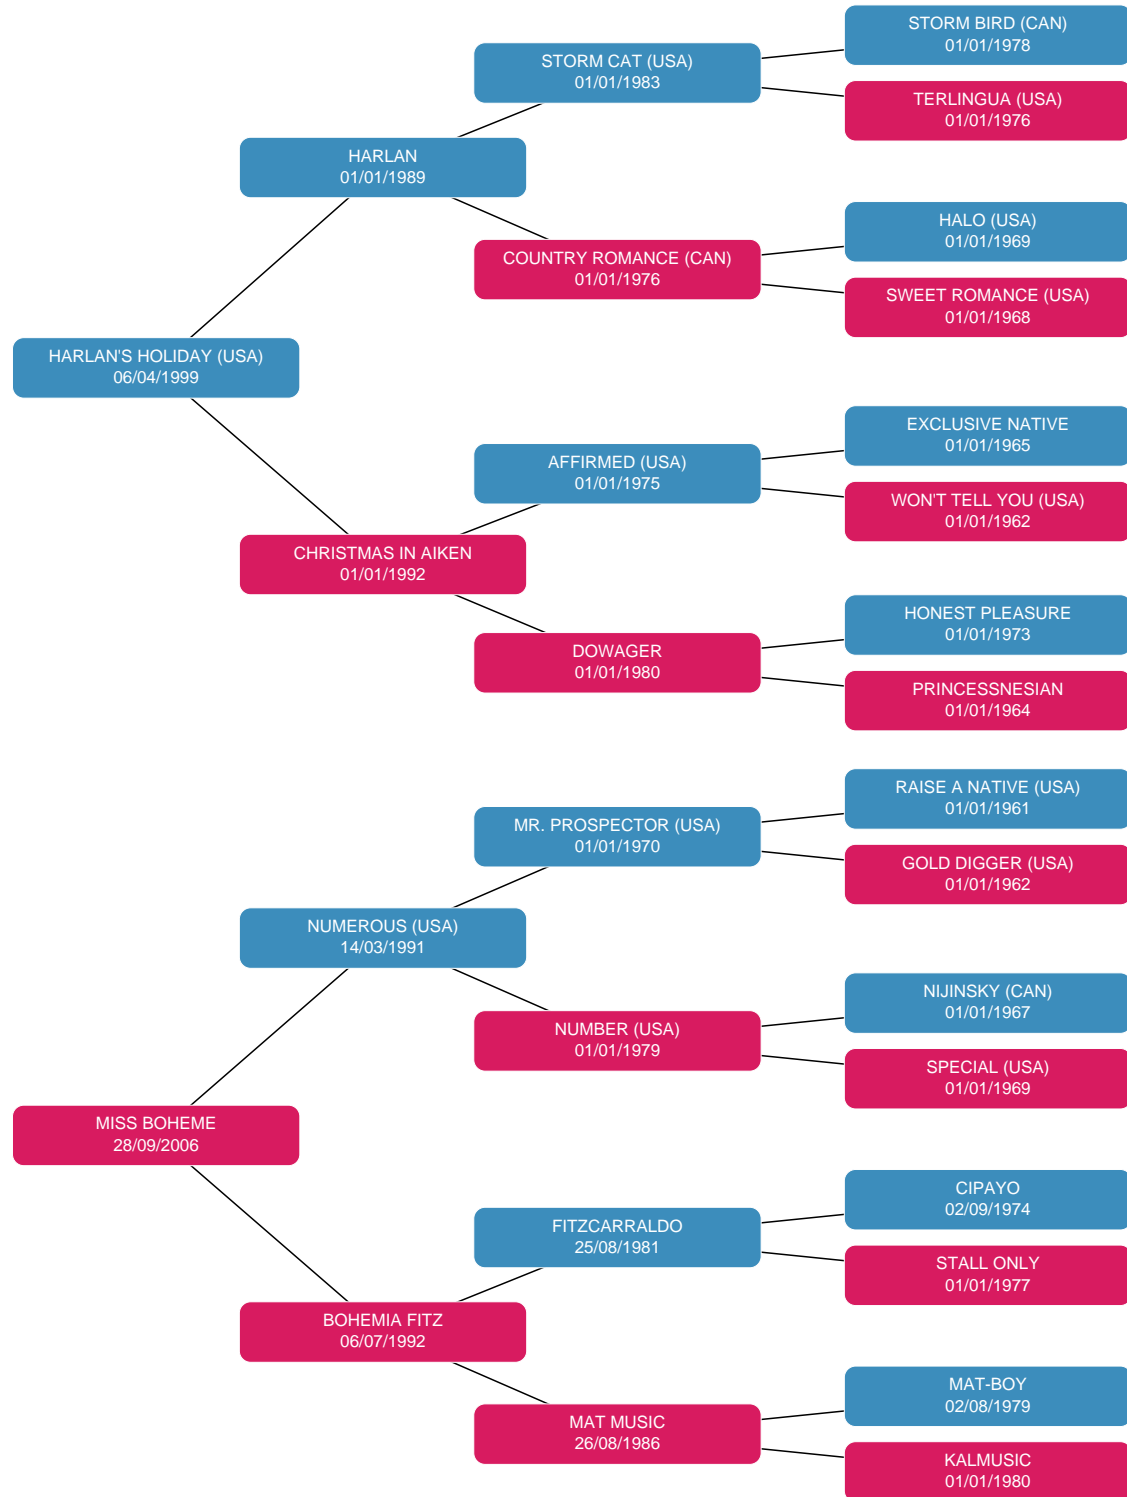 STORM BIRD (CAN)
01/01/1978
STORM CAT (USA)
01/01/1983
TERLINGUA (USA)
01/01/1976
HARLAN
01/01/1989
HALO (USA)
01/01/1969
COUNTRY ROMANCE (CAN)
01/01/1976
SWEET ROMANCE (USA)
01/01/1968
HARLAN'S HOLIDAY (USA)
06/04/1999
EXCLUSIVE NATIVE
01/01/1965
AFFIRMED (USA)
01/01/1975
WON'T TELL YOU (USA)
01/01/1962
CHRISTMAS IN AIKEN
01/01/1992
HONEST PLEASURE
01/01/1973
DOWAGER
01/01/1980
PRINCESSNESIAN
01/01/1964
RAISE A NATIVE (USA)
01/01/1961
MR. PROSPECTOR (USA)
01/01/1970
GOLD DIGGER (USA)
01/01/1962
NUMEROUS (USA)
14/03/1991
NIJINSKY (CAN)
01/01/1967
NUMBER (USA)
01/01/1979
SPECIAL (USA)
01/01/1969
MISS BOHEME
28/09/2006
CIPAYO
02/09/1974
FITZCARRALDO
25/08/1981
STALL ONLY
01/01/1977
BOHEMIA FITZ
06/07/1992
MAT-BOY
02/08/1979
MAT MUSIC
26/08/1986
KALMUSIC
01/01/1980